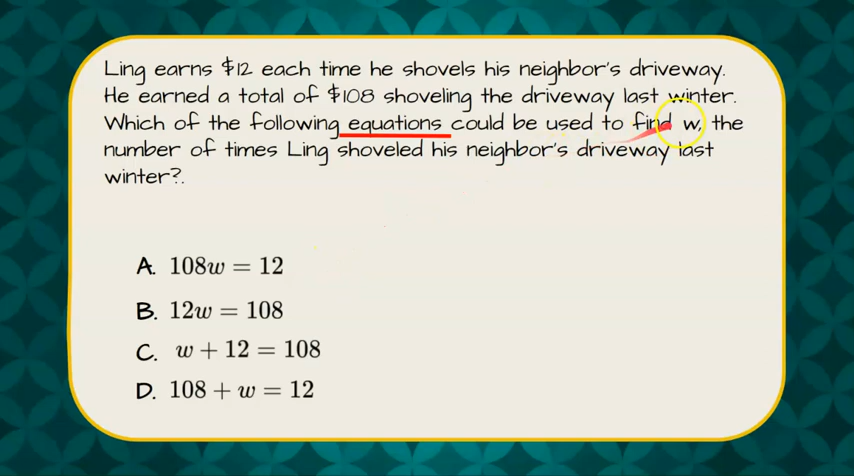 Ling earns $12 each time he shovels his neighbor's driveway.
He earned a total of $108 shoveling the driveway last winter.
Which of the following equations could be used to find w, the
number of times Ling shoveled his neighbor's driveway last
winter?.
A. 108w = 12
B. 12w = 108
C. w + 12 = 108
D. 108 + w = 12